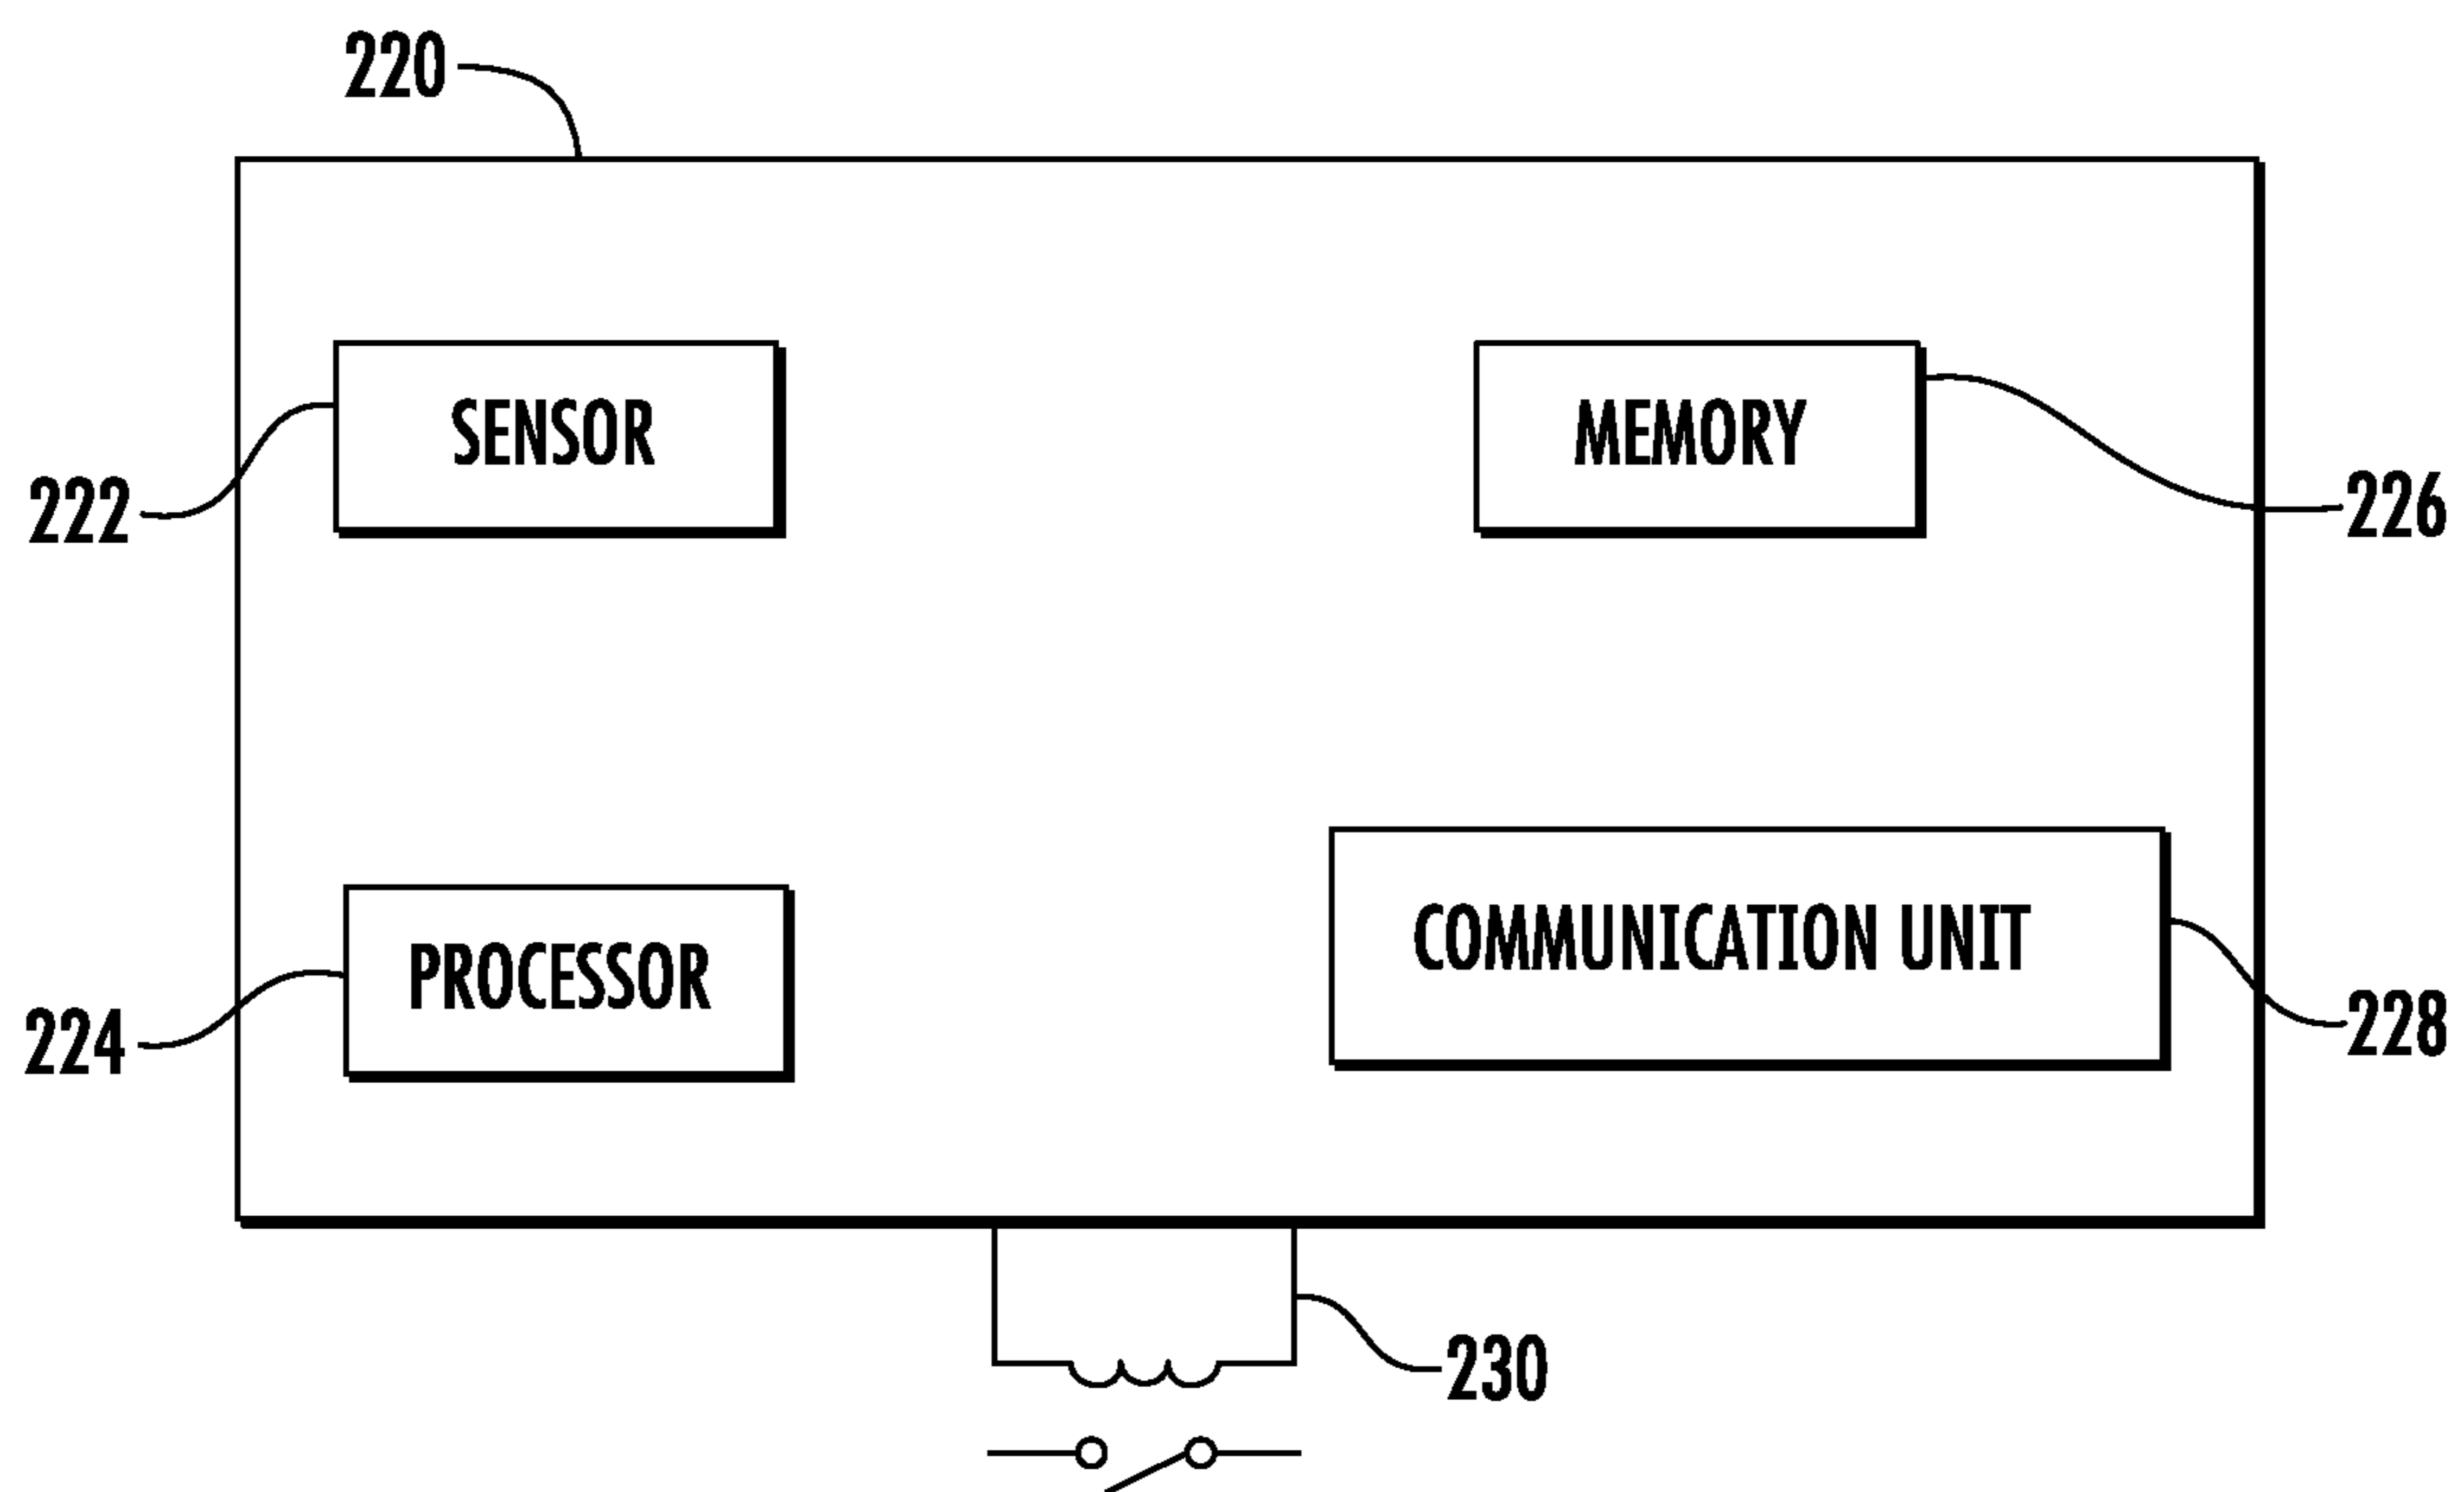 220
SENSOR
MEMORY
222
226
PROCESSOR
COMMUNICATION UNIT
224
228
230